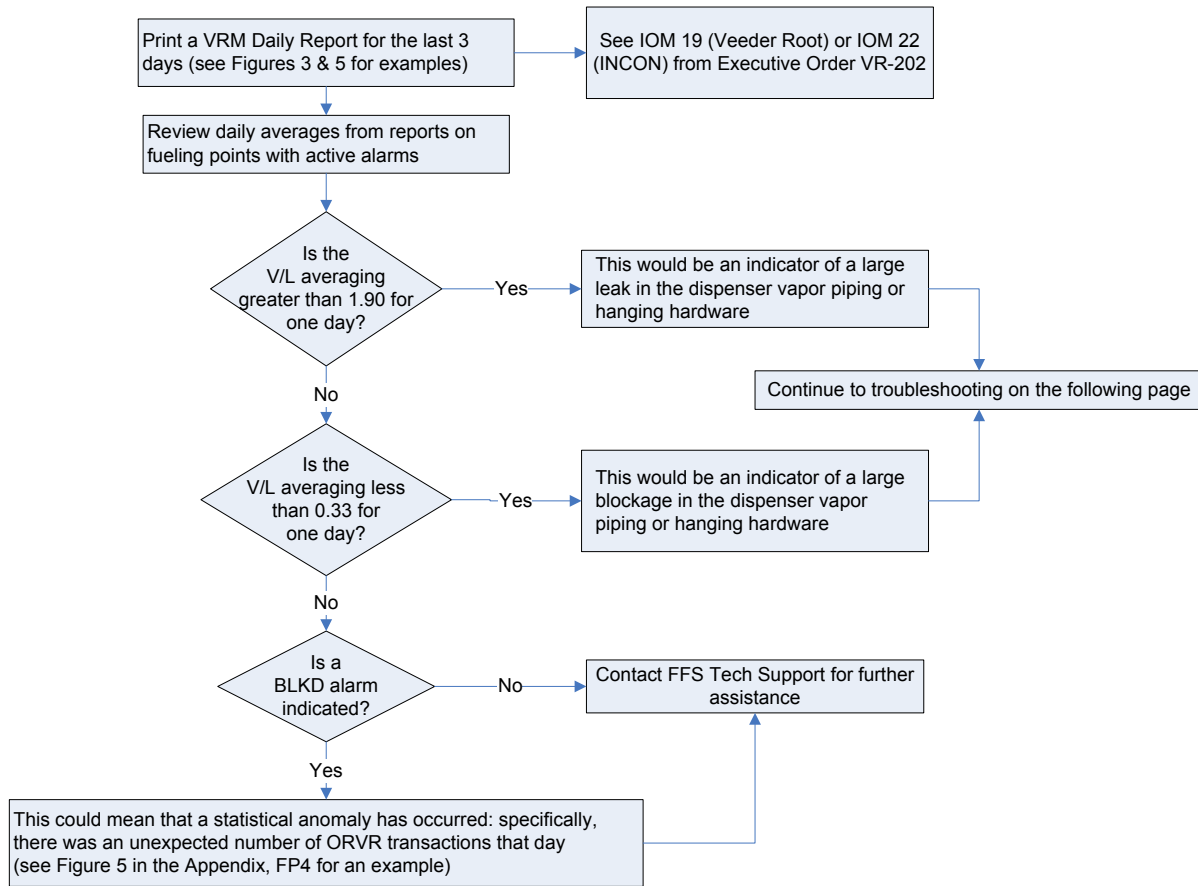 Print a VRM Daily Report for the last 3
days (see Figures 3 & 5 for examples)
See IOM 19 (Veeder Root) or IOM 22
(INCON) from Executive Order VR-202
Review daily averages from reports on
fueling points with active alarms
Is the
V/L averaging
greater than 1.90 for
one day?
Yes
This would be an indicator of a large
leak in the dispenser vapor piping or
hanging hardware
Continue to troubleshooting on the following page
No
Is the
V/L averaging less
than 0.33 for
one day?
Yes
This would be an indicator of a large
blockage in the dispenser vapor
piping or hanging hardware
No
Is a
BLKD alarm
indicated?
No
Contact FFS Tech Support for further
assistance
Yes
This could mean that a statistical anomaly has occurred: specifically,
there was an unexpected number of ORVR transactions that day
(see Figure 5 in the Appendix, FP4 for an example)